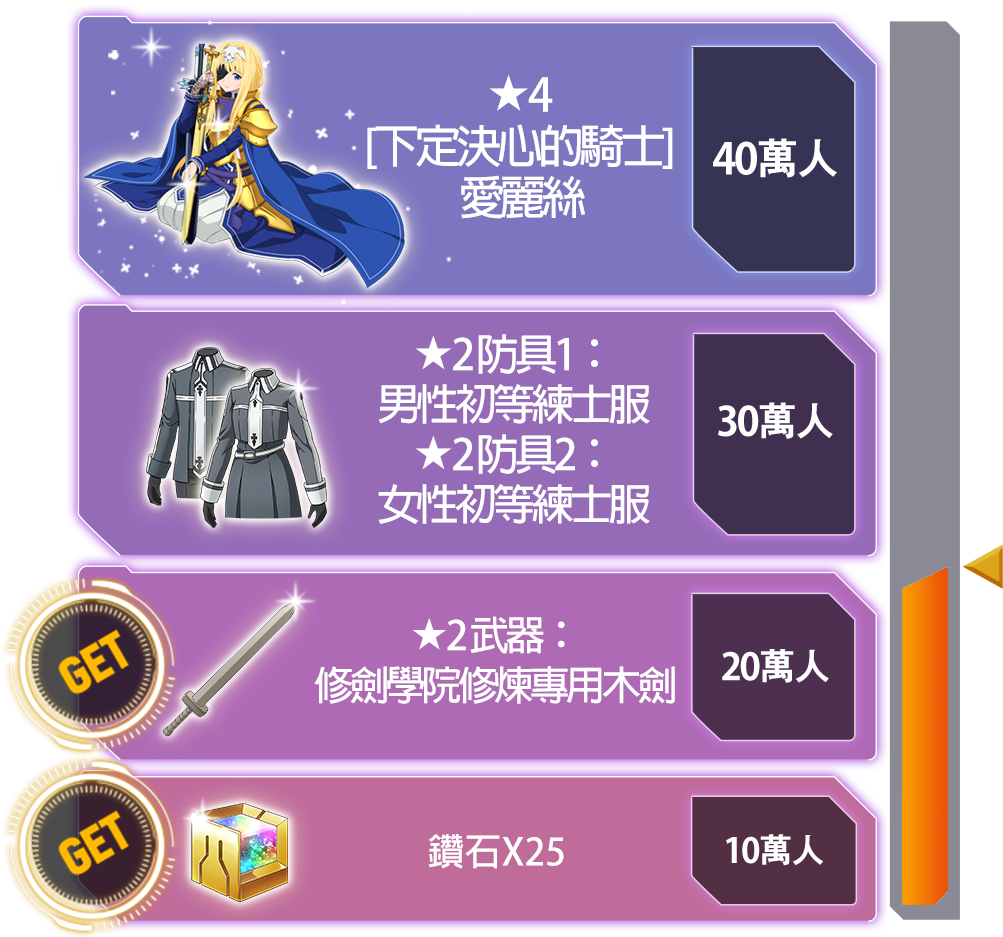 ★4
[下定決心的騎士]
愛麗絲
40萬人
★2防具1：
男性初等練士服
★2防具2：
女性初等練士服
30萬人
GET
★2武器：
修劍學院修煉專用木劍
20萬人
GET
鑽石X25
10萬人